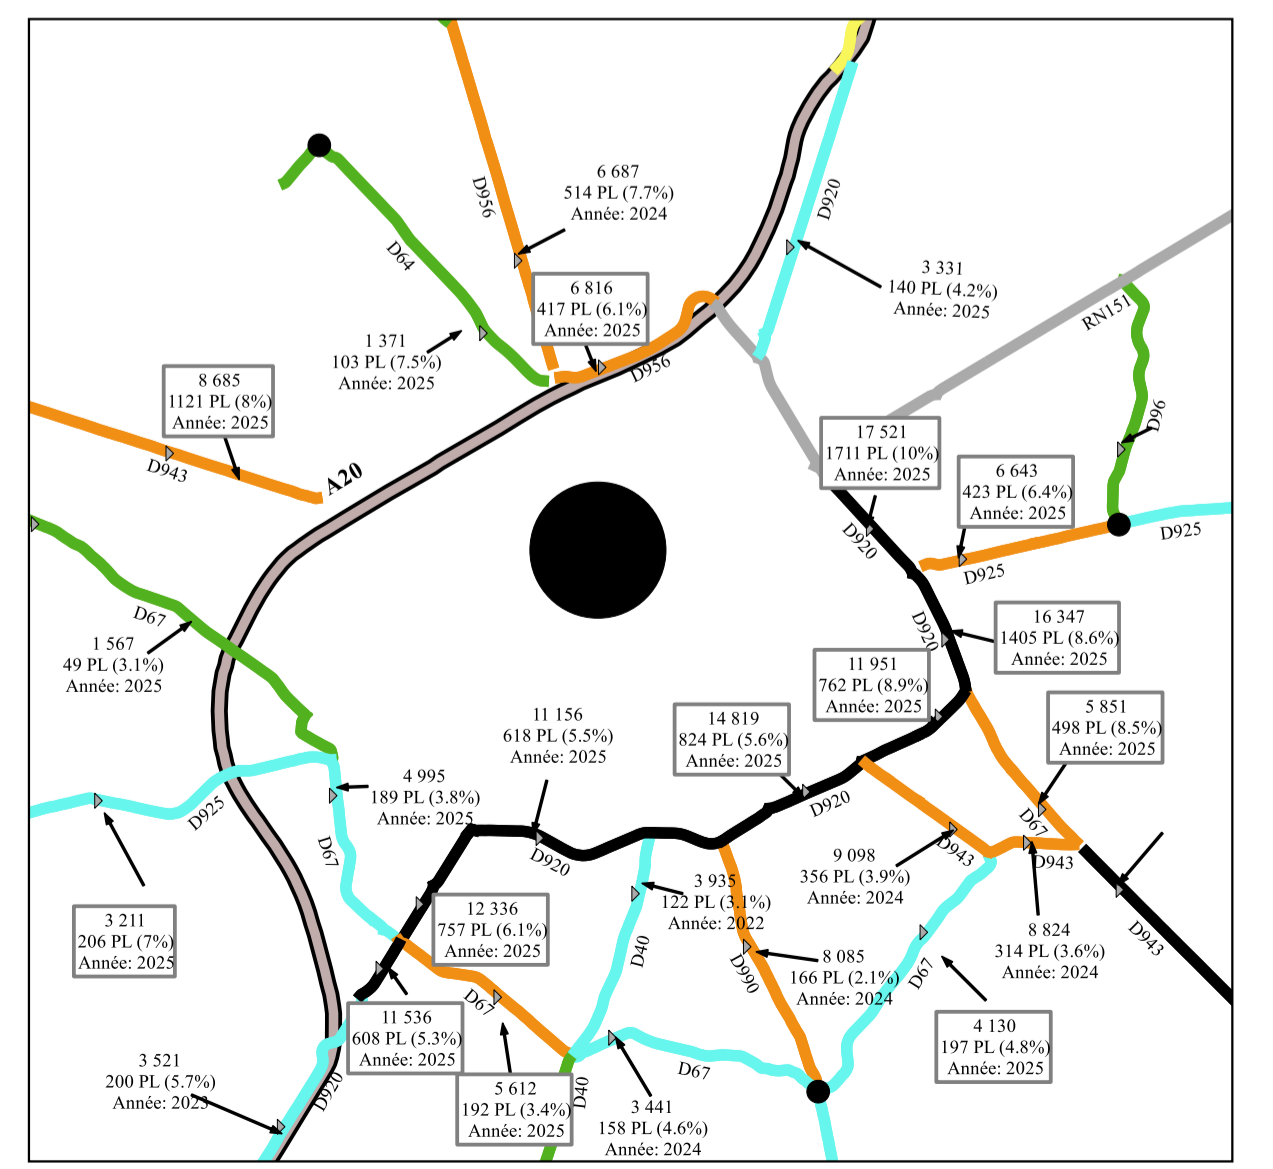 6 687
514 PL (7.7%)
Année: 2024
D956
D920
D64
3 331
140 PL (4.2%)
Année: 2025
6 816
417 PL (6.1%)
Année: 2025
RN151
1 371
103 PL (7.5%)
Année: 2025
D956
8 685
1121 PL (8%)
Année: 2025
D96
17 521
1711 PL (10%)
Année: 2025
D943
A20
6 643
423 PL (6.4%)
Année: 2025
D920
D925
D925
D67
1 567
49 PL (3.1%)
Année: 2025
D920
16 347
1405 PL (8.6%)
Année: 2025
11 951
762 PL (8.9%)
Année: 2025
5 851
498 PL (8.5%)
Année: 2025
11 156
618 PL (5.5%)
Année: 2025
14 819
824 PL (5.6%)
Année: 2025
4 995
189 PL (3.8%)
Année: 2025
D925
D920
D67
D67
D920
D943
D943
9 098
356 PL (3.9%)
Année: 2024
3 935
122 PL (3.1%)
Année: 2022
3 211
206 PL (7%)
Année: 2025
12 336
757 PL (6.1%)
Année: 2025
8 824
314 PL (3.6%)
Année: 2024
D943
D40
D990
8 085
166 PL (2.1%)
Année: 2024
D67
D67
11 536
608 PL (5.3%)
Année: 2025
4 130
197 PL (4.8%)
Année: 2025
3 521
200 PL (5.7%)
Année: 2023
D920
D67
5 612
192 PL (3.4%)
Année: 2025
D40
3 441
158 PL (4.6%)
Année: 2024